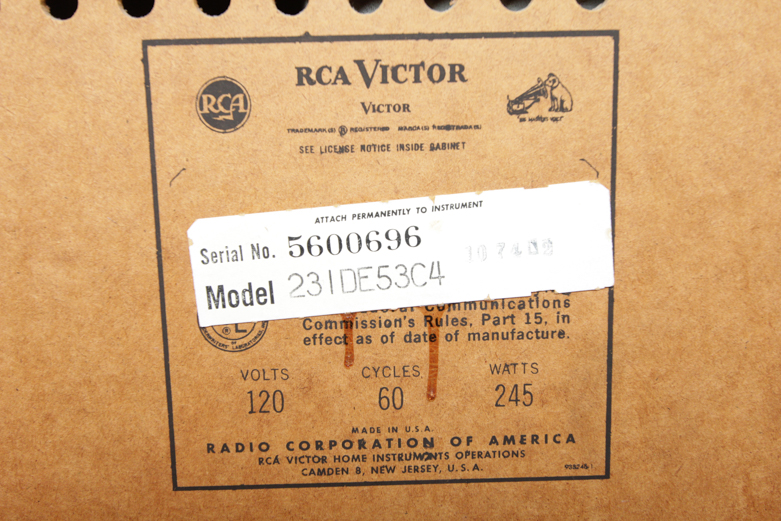 RCA VICTOR
RCA
VICTOR
TRADEMARK(S) ® REGISTERED MARCA(S) REGISTRADA(S)
SEE LICENSE NOTICE INSIDE CABINET
ATTACH PERMANENTLY TO INSTRUMENT
Serial No. 5600696
Model 231DE53C4
Communications
Commission's Rules, Part 15, in
effect as of date of manufacture.
VOLTS CYCLES WATTS
120 60 245
MADE IN U.S.A.
RADIO CORPORATION OF AMERICA
RCA VICTOR HOME INSTRUMENTS OPERATIONS
CAMDEN 8, NEW JERSEY, U.S.A.